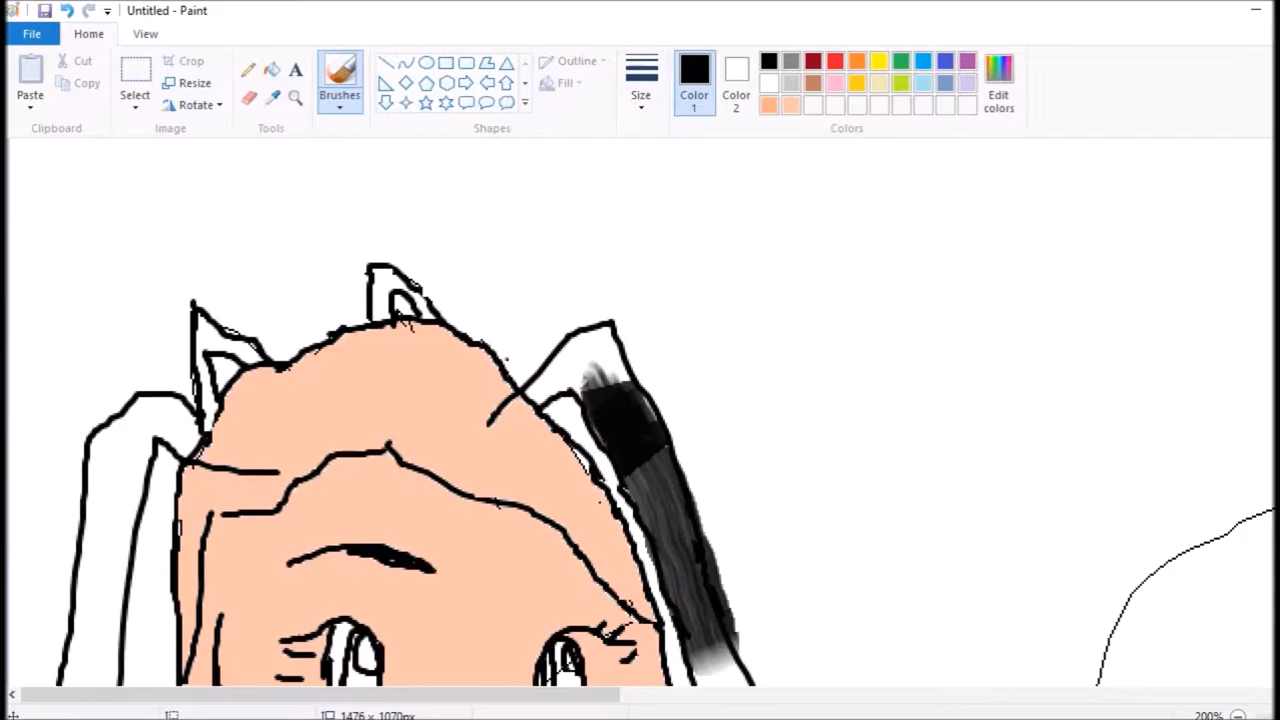 Untitled - Paint
File Home View
Paste
Cut
Copy
Clipboard
Select
Crop
Resize
Rotate
Image
A
Tools
Brushes
Outline
Fill
Shapes
Size
Color 1
Color 2
Edit colors
Colors
1476 × 1070px
200%